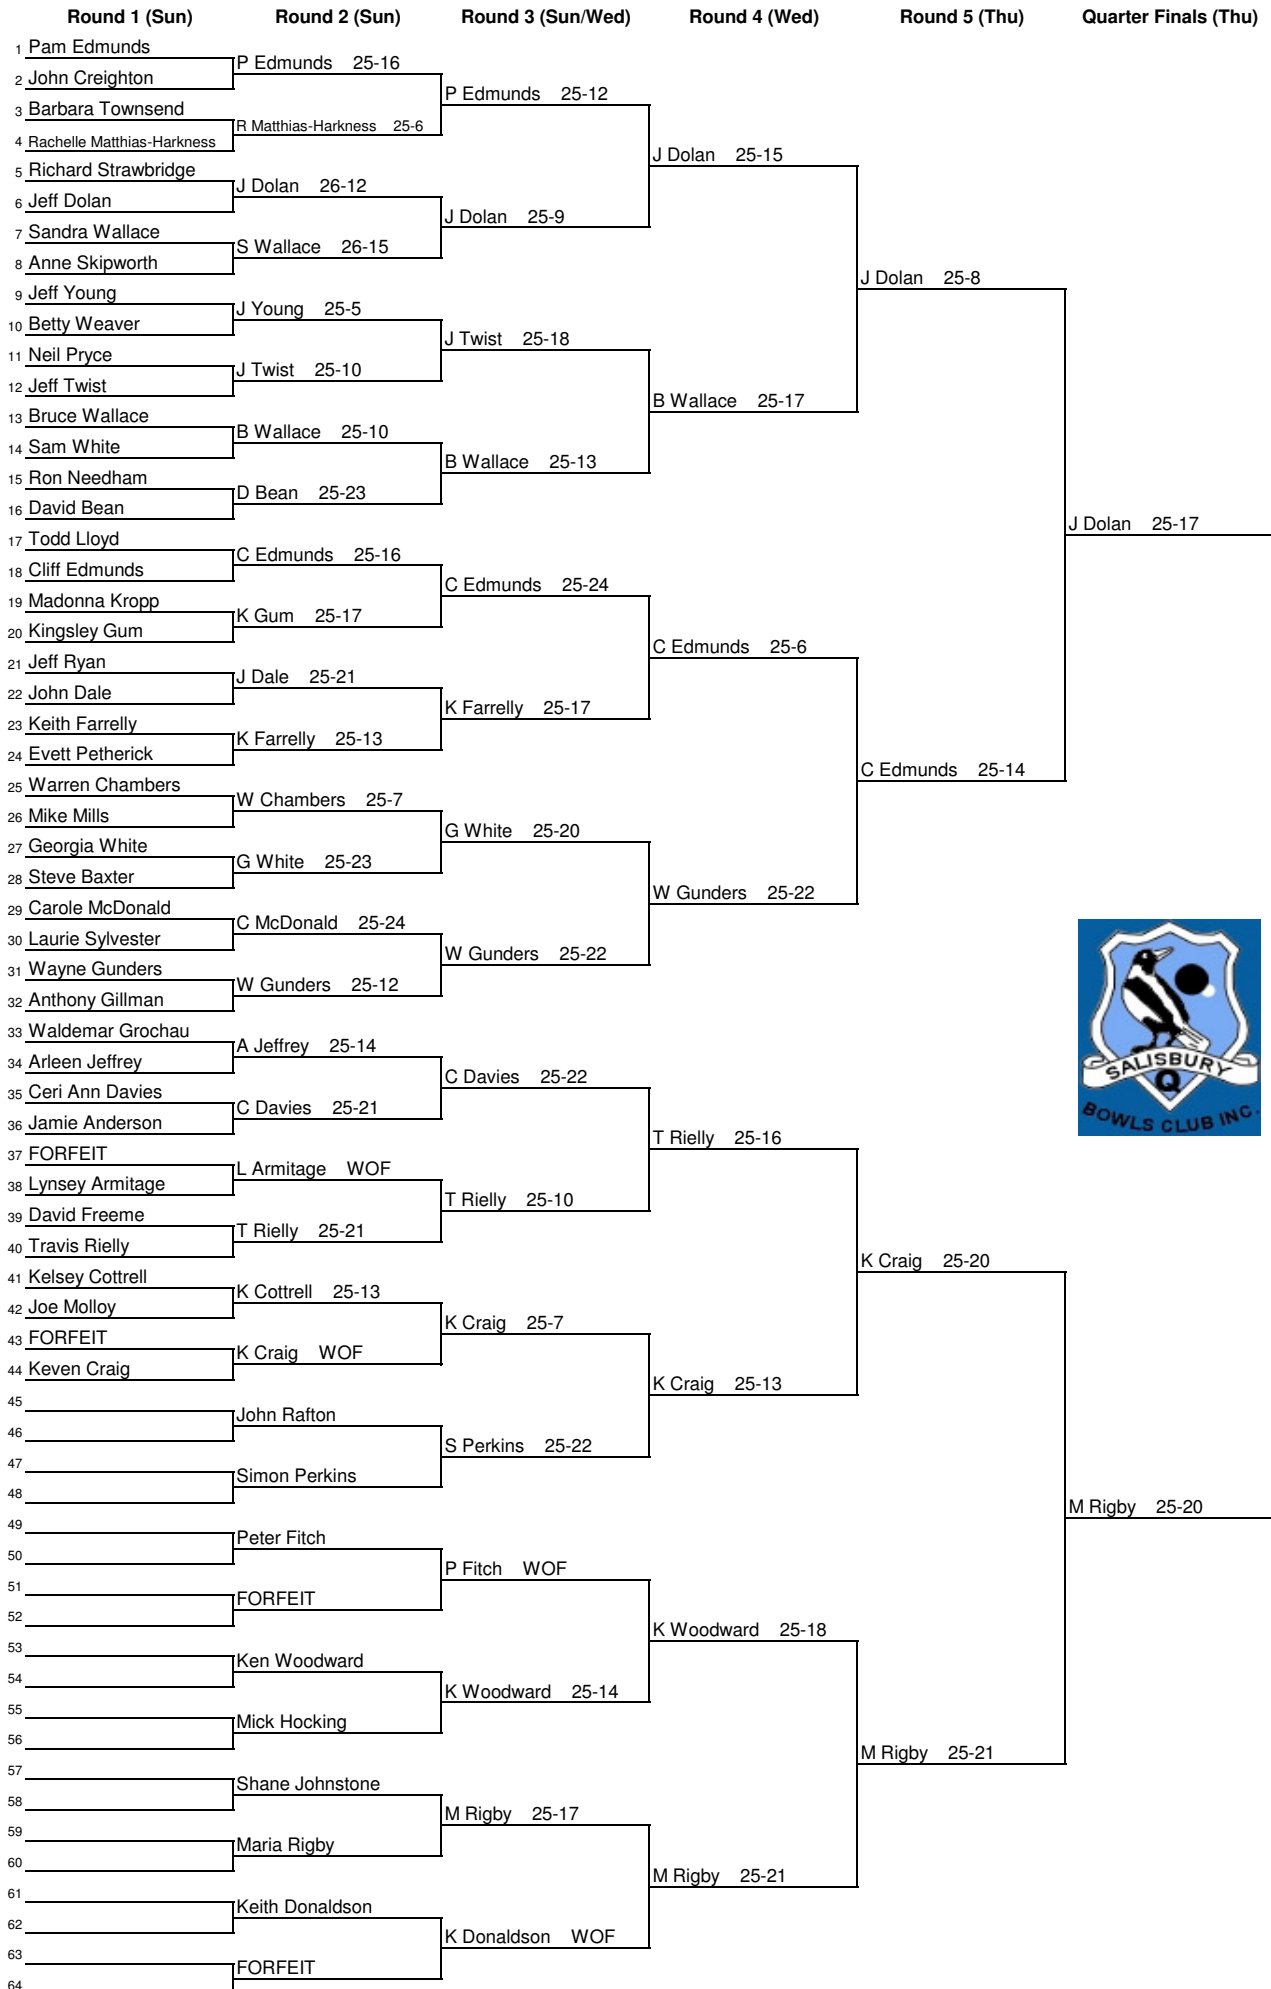 Round 1 (Sun) Round 2 (Sun) Round 3 (Sun/Wed) Round 4 (Wed) Round 5 (Thu) Quarter Finals (Thu)
1 Pam Edmunds
P Edmunds 25-16
2 John Creighton
P Edmunds 25-12
3 Barbara Townsend
R Matthias-Harkness 25-6
4 Rachelle Matthias-Harkness
J Dolan 25-15
5 Richard Strawbridge
J Dolan 26-12
6 Jeff Dolan
J Dolan 25-9
7 Sandra Wallace
S Wallace 26-15
8 Anne Skipworth
J Dolan 25-8
9 Jeff Young
J Young 25-5
10 Betty Weaver
J Twist 25-18
11 Neil Pryce
J Twist 25-10
12 Jeff Twist
B Wallace 25-17
13 Bruce Wallace
B Wallace 25-10
14 Sam White
B Wallace 25-13
15 Ron Needham
D Bean 25-23
16 David Bean
J Dolan 25-17
17 Todd Lloyd
C Edmunds 25-16
18 Cliff Edmunds
C Edmunds 25-24
19 Madonna Kropp
K Gum 25-17
20 Kingsley Gum
C Edmunds 25-6
21 Jeff Ryan
J Dale 25-21
22 John Dale
K Farrelly 25-17
23 Keith Farrelly
K Farrelly 25-13
24 Evett Petherick
C Edmunds 25-14
25 Warren Chambers
W Chambers 25-7
26 Mike Mills
G White 25-20
27 Georgia White
G White 25-23
28 Steve Baxter
W Gunders 25-22
29 Carole McDonald
C McDonald 25-24
30 Laurie Sylvester
W Gunders 25-22
31 Wayne Gunders
W Gunders 25-12
32 Anthony Gillman
SALISBURY
Q
BOWLS CLUB INC.
33 Waldemar Grochau
A Jeffrey 25-14
34 Arleen Jeffrey
C Davies 25-22
35 Ceri Ann Davies
C Davies 25-21
36 Jamie Anderson
T Rielly 25-16
37 FORFEIT
L Armitage WOF
38 Lynsey Armitage
T Rielly 25-10
39 David Freeme
T Rielly 25-21
40 Travis Rielly
K Craig 25-20
41 Kelsey Cottrell
K Cottrell 25-13
42 Joe Molloy
K Craig 25-7
43 FORFEIT
K Craig WOF
44 Keven Craig
K Craig 25-13
45
John Rafton
46
S Perkins 25-22
47
Simon Perkins
48
M Rigby 25-20
49
Peter Fitch
50
P Fitch WOF
51
FORFEIT
52
K Woodward 25-18
53
Ken Woodward
54
K Woodward 25-14
55
Mick Hocking
56
M Rigby 25-21
57
Shane Johnstone
58
M Rigby 25-17
59
Maria Rigby
60
M Rigby 25-21
61
Keith Donaldson
62
K Donaldson WOF
63
FORFEIT
64